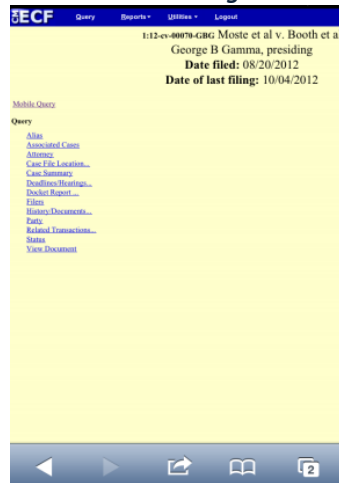 ECF Query Reports Utilities Logout
1:12-cv-00070-GBG Moste et al v. Booth et a
George B Gamma, presiding
Date filed: 08/20/2012
Date of last filing: 10/04/2012
Mobile Query
Query
Alias
Associated Cases
Attorney
Case File Location...
Case Summary
Deadlines/Hearings...
Docket Report ...
Filers
History/Documents...
Party
Related Transactions...
Status
View Document
2